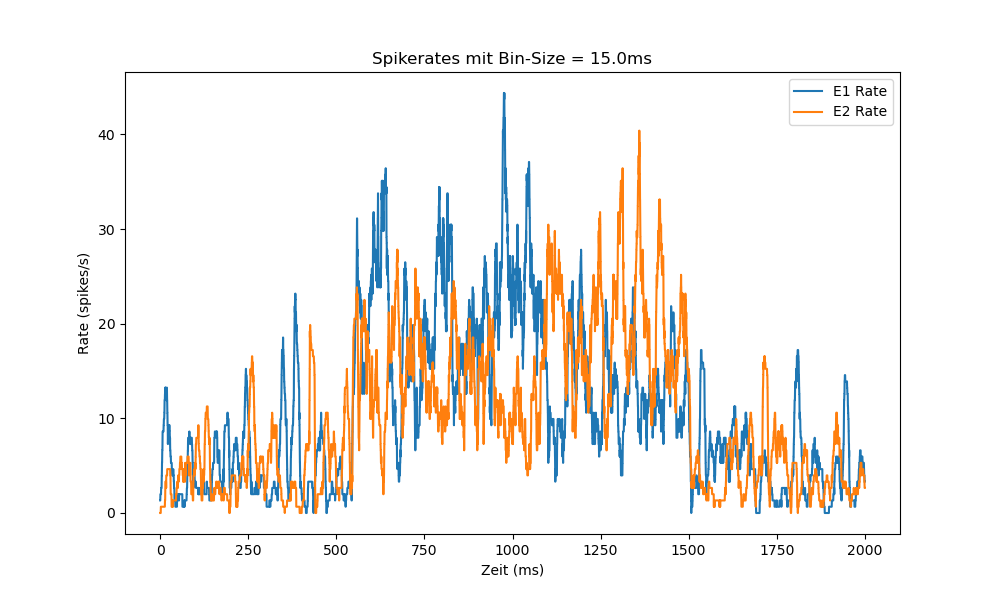 Spikerates mit Bin-Size = 15.0ms
E1 Rate
E2 Rate
Rate (spikes/s)
40
30
20
10
0
0 250 500 750 1000 1250 1500 1750 2000
Zeit (ms)